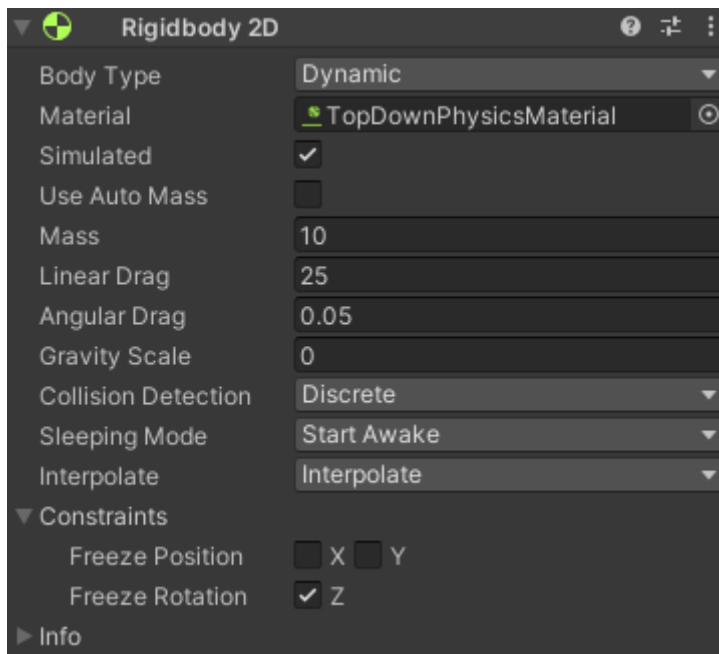 Rigidbody 2D
Body Type Dynamic
Material TopDownPhysicsMaterial
Simulated
Use Auto Mass
Mass 10
Linear Drag 25
Angular Drag 0.05
Gravity Scale 0
Collision Detection Discrete
Sleeping Mode Start Awake
Interpolate Interpolate
Constraints
Freeze Position X Y
Freeze Rotation Z
Info